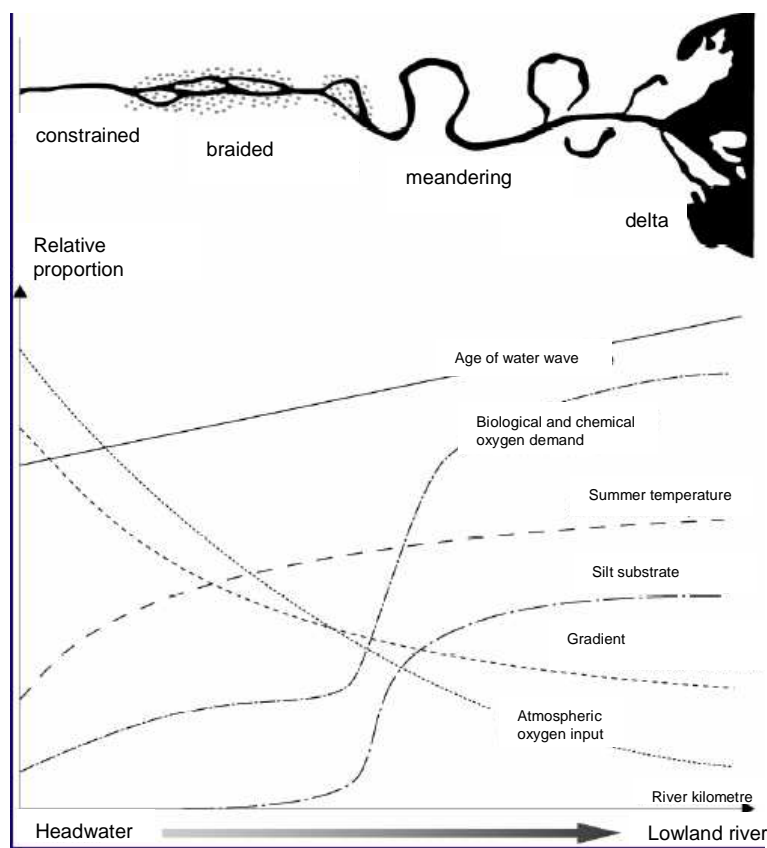 constrained
braided
meandering
delta
Relative
proportion
Age of water wave
Biological and chemical
oxygen demand
Summer temperature
Silt substrate
Gradient
Atmospheric
oxygen input
River kilometre
Headwater
Lowland river